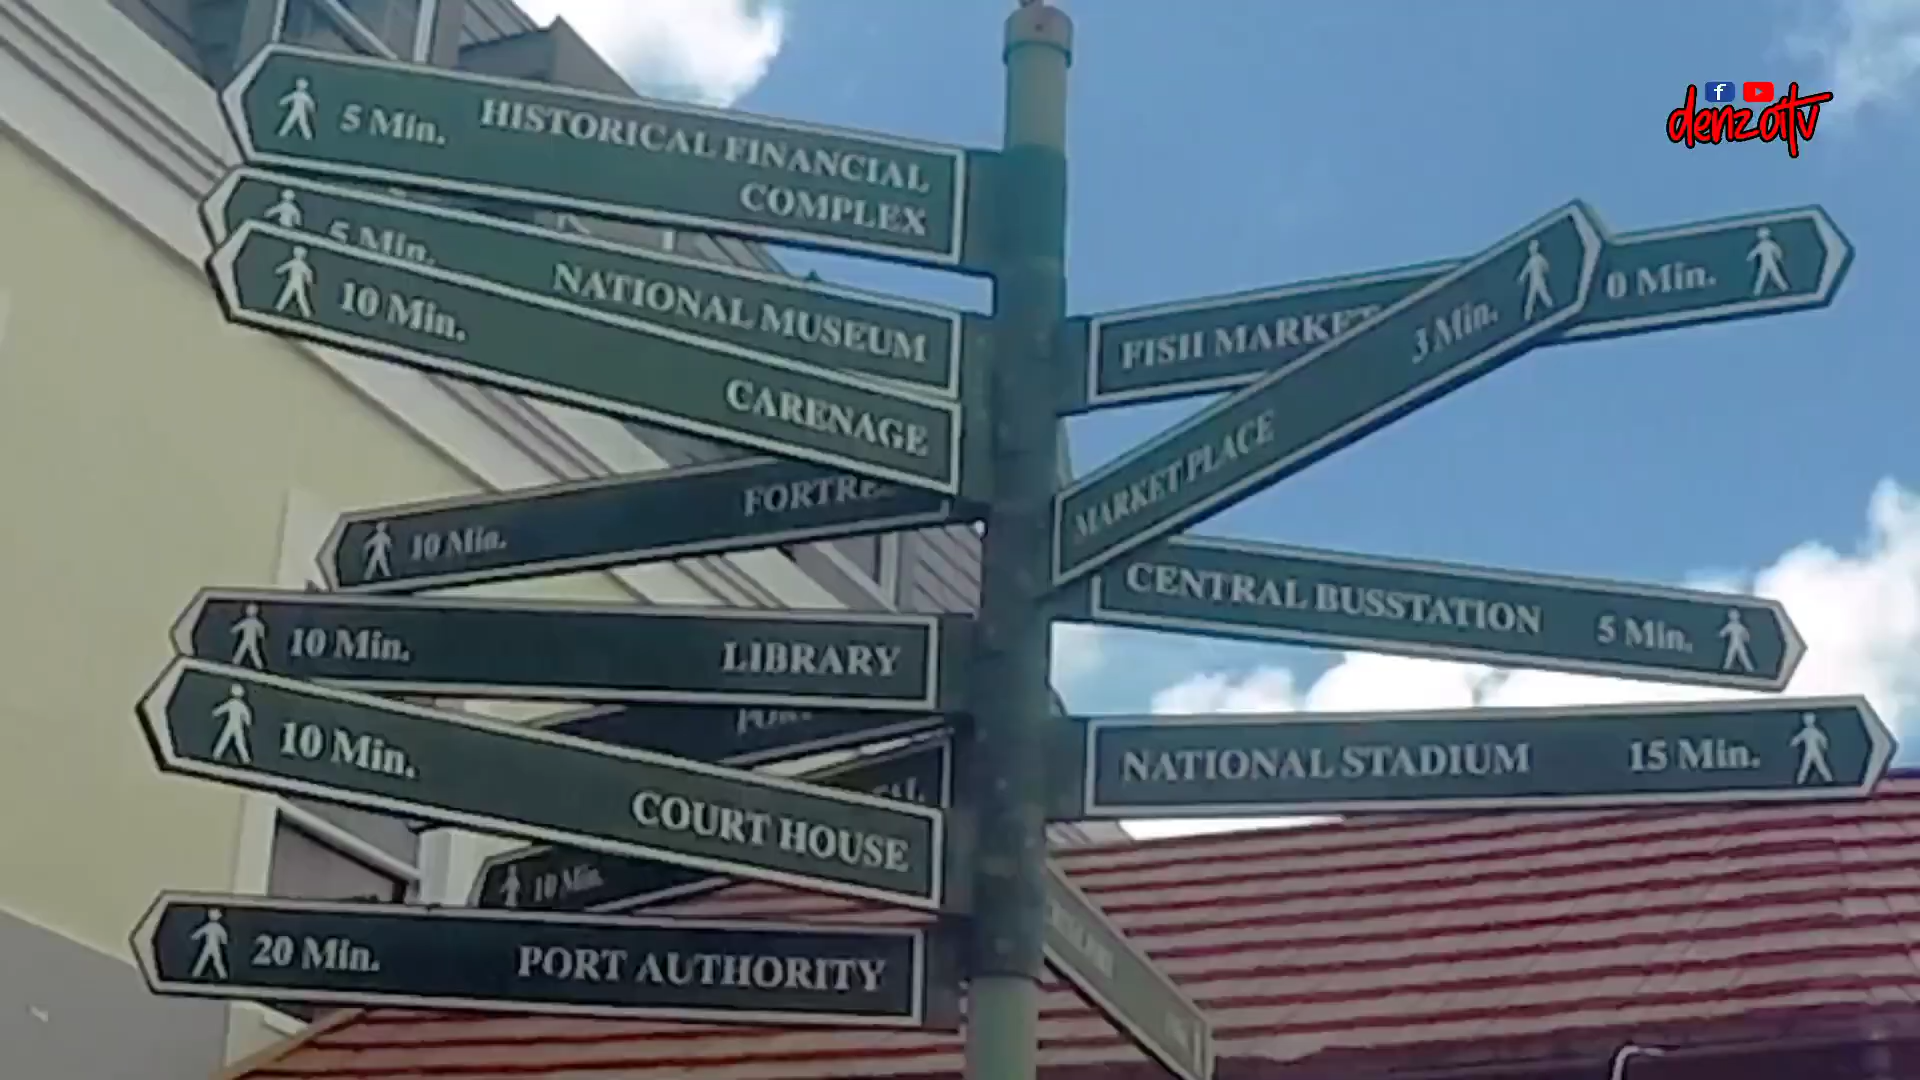 f
denzoitv
5 Min. HISTORICAL FINANCIAL
COMPLEX
5 Min. NATIONAL MUSEUM
10 Min. CARENAGE
10 Min.
10 Min. LIBRARY
10 Min. COURT HOUSE
10 Min.
20 Min. PORT AUTHORITY
FISH MARKET 0 Min.
MARKET PLACE 3 Min.
CENTRAL BUSSTATION 5 Min.
NATIONAL STADIUM 15 Min.